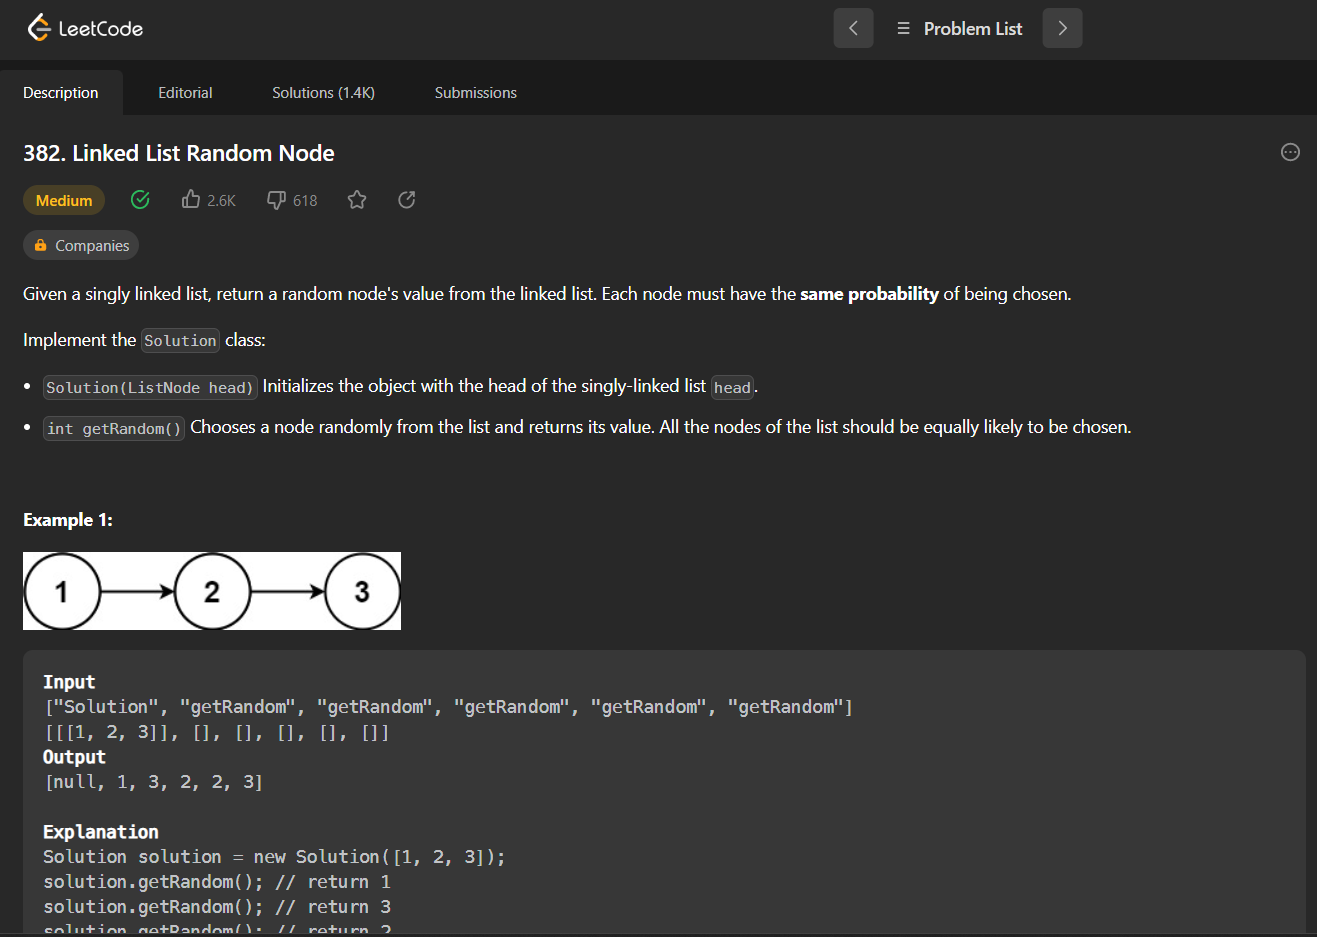 LeetCode
Problem List
Description Editorial Solutions (1.4K) Submissions
382. Linked List Random Node
Medium 2.6K 618
Companies
Given a singly linked list, return a random node's value from the linked list. Each node must have the same probability of being chosen.
Implement the Solution class:
• Solution(ListNode head) Initializes the object with the head of the singly-linked list head.
• int getRandom() Chooses a node randomly from the list and returns its value. All the nodes of the list should be equally likely to be chosen.
Example 1:
1 2 3
Input
["Solution", "getRandom", "getRandom", "getRandom", "getRandom", "getRandom"]
[[[1, 2, 3]], [], [], [], [], []]
Output
[null, 1, 3, 2, 2, 3]
Explanation
Solution solution = new Solution([1, 2, 3]);
solution.getRandom(); // return 1
solution.getRandom(); // return 3
solution.getRandom(); // return 2